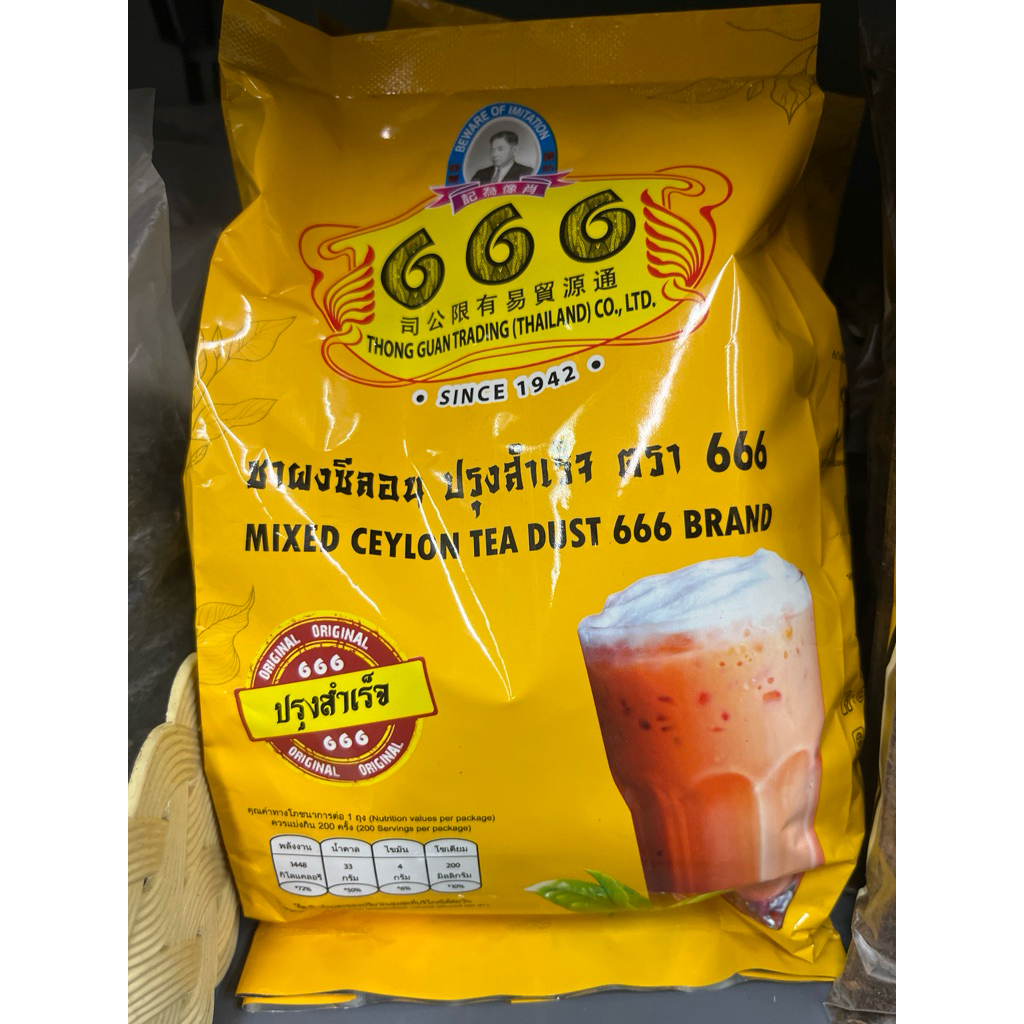 BEWARE OF IMITATION
記為像肖
666
司公限有易貿源通
THONG GUAN TRADING (THAILAND) CO., LTD.
• SINCE 1942 •
ชาผงซีลอน ปรุงสำเร็จ ตรา 666
MIXED CEYLON TEA DUST 666 BRAND
ORIGINAL ORIGINAL
666
ปรุงสำเร็จ
666
ORIGINAL ORIGINAL
คุณค่าทางโภชนาการต่อ 1 ถุง (Nutrition values per package)
ควรแบ่งกิน 200 ครั้ง (200 Servings per package)
พลังงาน น้ำตาล ไขมัน โซเดียม
1448 33 4 200
กิโลแคลอรี กรัม กรัม มิลลิกรัม
*72% *50% *6% *10%